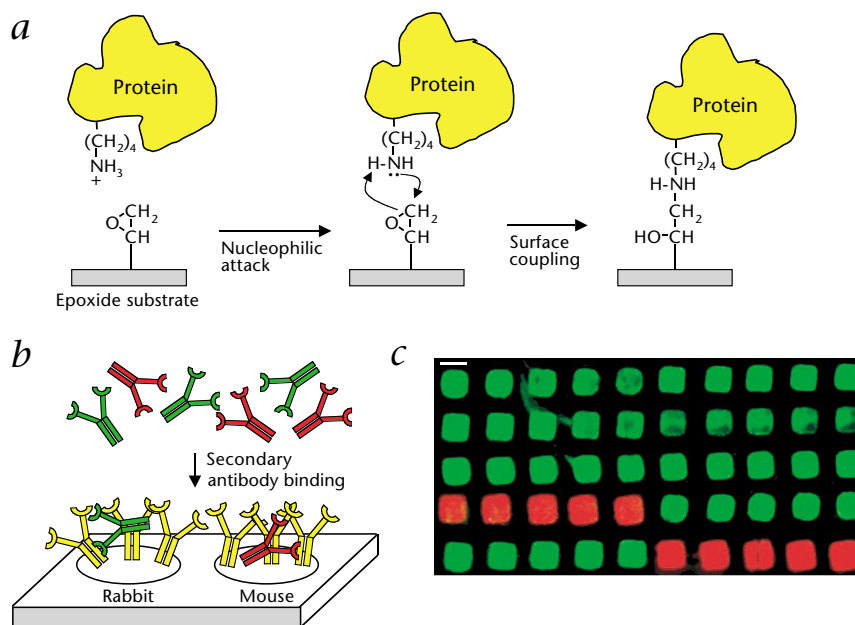 a
Protein
(CH₂)₄
NH₃
+
O
CH₂
CH
Epoxide substrate
Nucleophilic
attack
Protein
(CH₂)₄
H-NH
O
CH₂
CH
Surface
coupling
Protein
(CH₂)₄
H-NH
CH₂
HO-CH
b
Secondary
antibody binding
Rabbit
Mouse
c